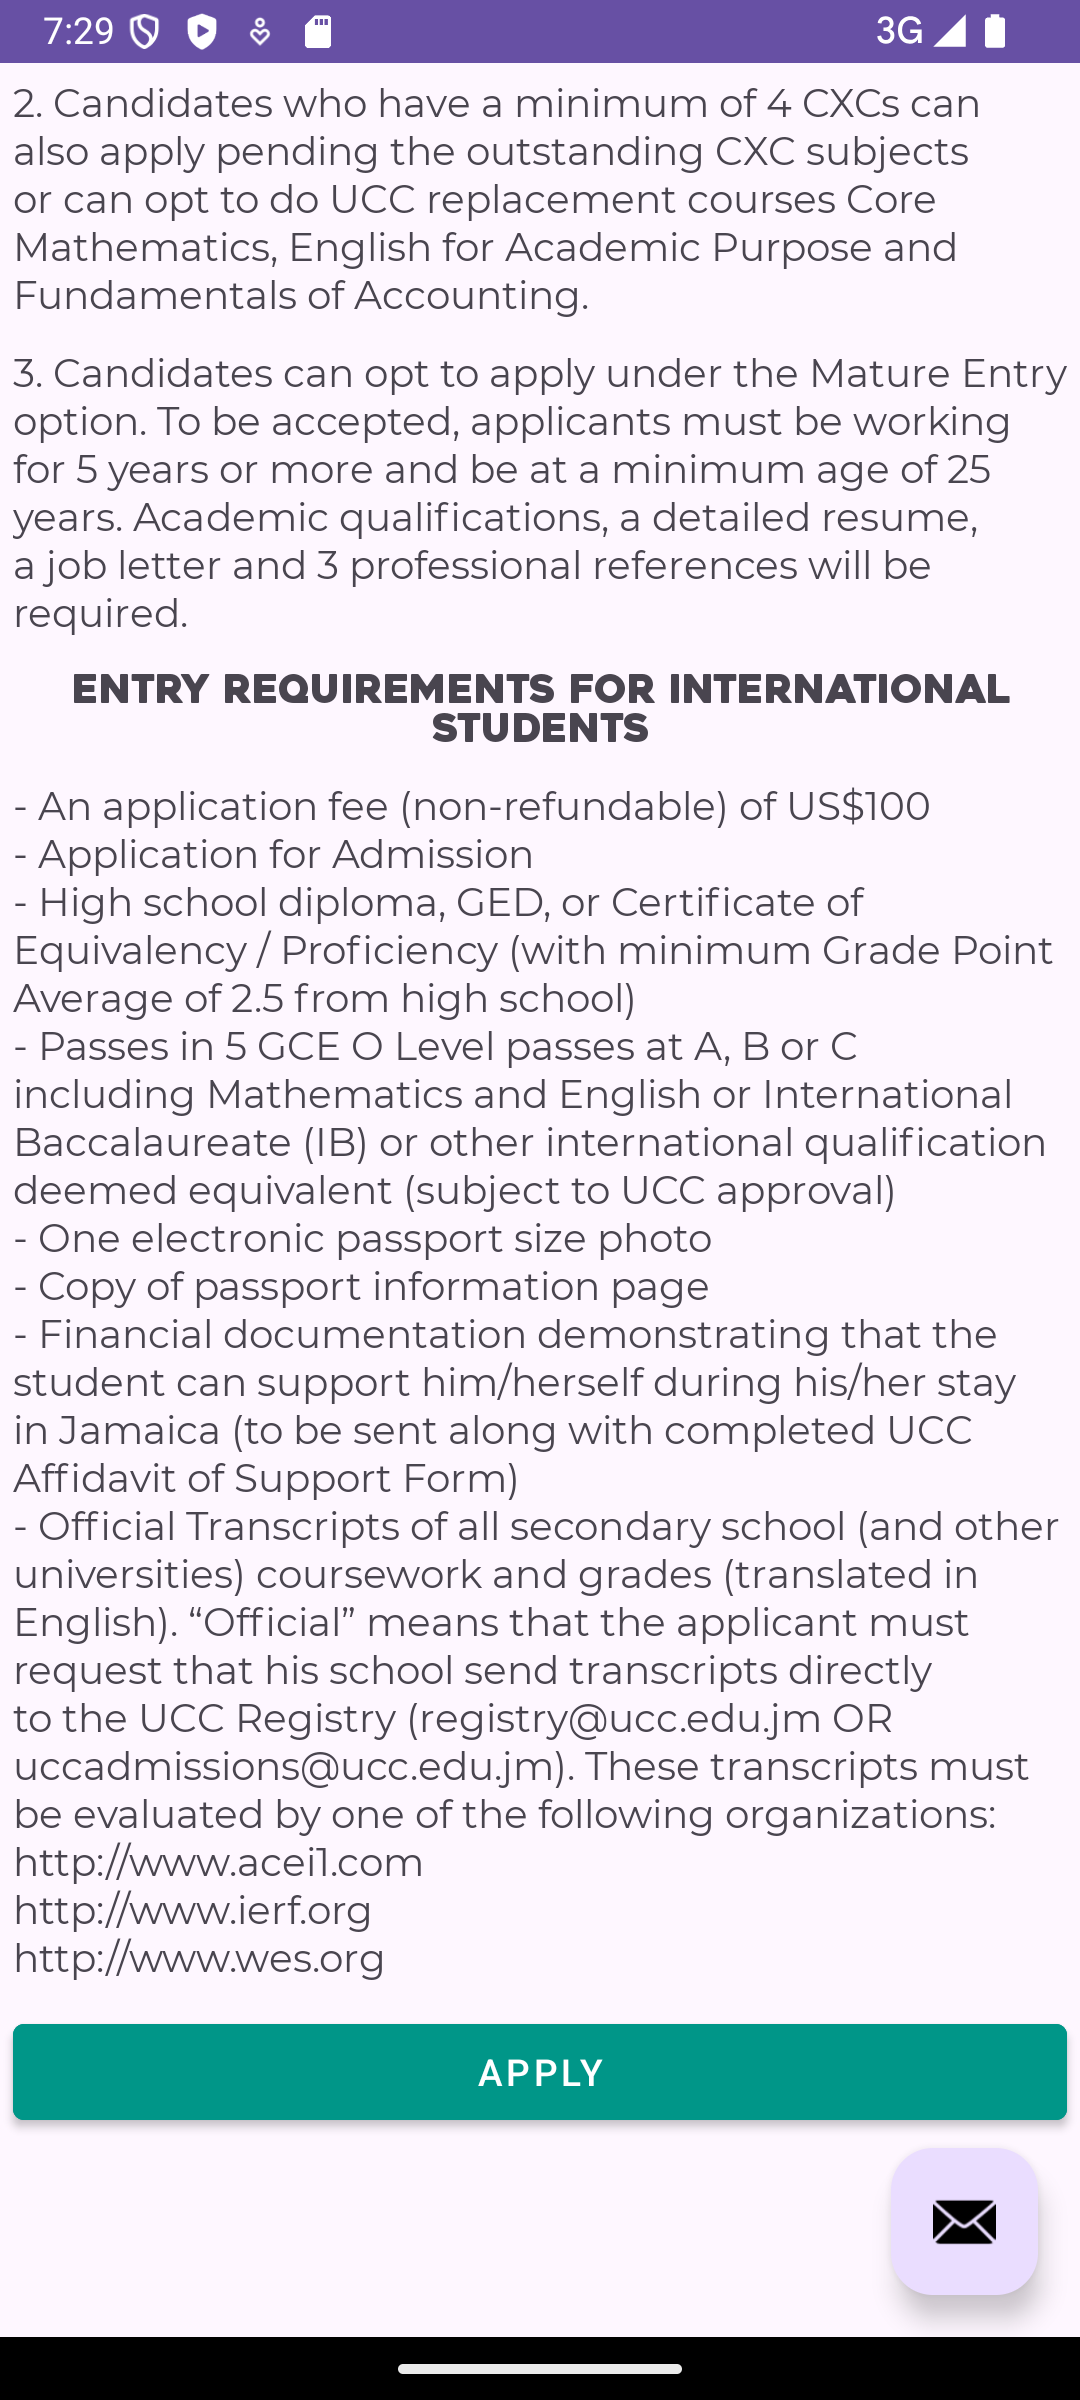 7:29
3G
2. Candidates who have a minimum of 4 CXCs can
also apply pending the outstanding CXC subjects
or can opt to do UCC replacement courses Core
Mathematics, English for Academic Purpose and
Fundamentals of Accounting.
3. Candidates can opt to apply under the Mature Entry
option. To be accepted, applicants must be working
for 5 years or more and be at a minimum age of 25
years. Academic qualifications, a detailed resume,
a job letter and 3 professional references will be
required.
ENTRY REQUIREMENTS FOR INTERNATIONAL
STUDENTS
- An application fee (non-refundable) of US$100
- Application for Admission
- High school diploma, GED, or Certificate of
Equivalency / Proficiency (with minimum Grade Point
Average of 2.5 from high school)
- Passes in 5 GCE O Level passes at A, B or C
including Mathematics and English or International
Baccalaureate (IB) or other international qualification
deemed equivalent (subject to UCC approval)
- One electronic passport size photo
- Copy of passport information page
- Financial documentation demonstrating that the
student can support him/herself during his/her stay
in Jamaica (to be sent along with completed UCC
Affidavit of Support Form)
- Official Transcripts of all secondary school (and other
universities) coursework and grades (translated in
English). “Official” means that the applicant must
request that his school send transcripts directly
to the UCC Registry (registry@ucc.edu.jm OR
uccadmissions@ucc.edu.jm). These transcripts must
be evaluated by one of the following organizations:
http://www.acei1.com
http://www.ierf.org
http://www.wes.org
APPLY